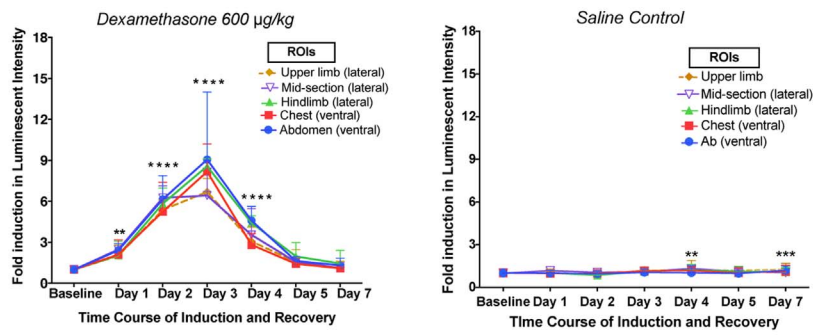 Dexamethasone 600 µg/kg
Fold induction in Luminescent Intensity
18
15
12
9
6
3
0
ROIs
Upper limb (lateral)
Mid-section (lateral)
Hindlimb (lateral)
Chest (ventral)
Abdomen (ventral)
**
****
****
****
Baseline Day 1 Day 2 Day 3 Day 4 Day 5 Day 7
TIme Course of Induction and Recovery
Saline Control
Fold induction in Luminescent Intensity
18
15
12
9
6
3
0
ROIs
Upper limb
Mid-section (lateral)
Hindlimb (lateral)
Chest (ventral)
Ab (ventral)
**
***
Baseline Day 1 Day 2 Day 3 Day 4 Day 5 Day 7
TIme Course of Induction and Recovery